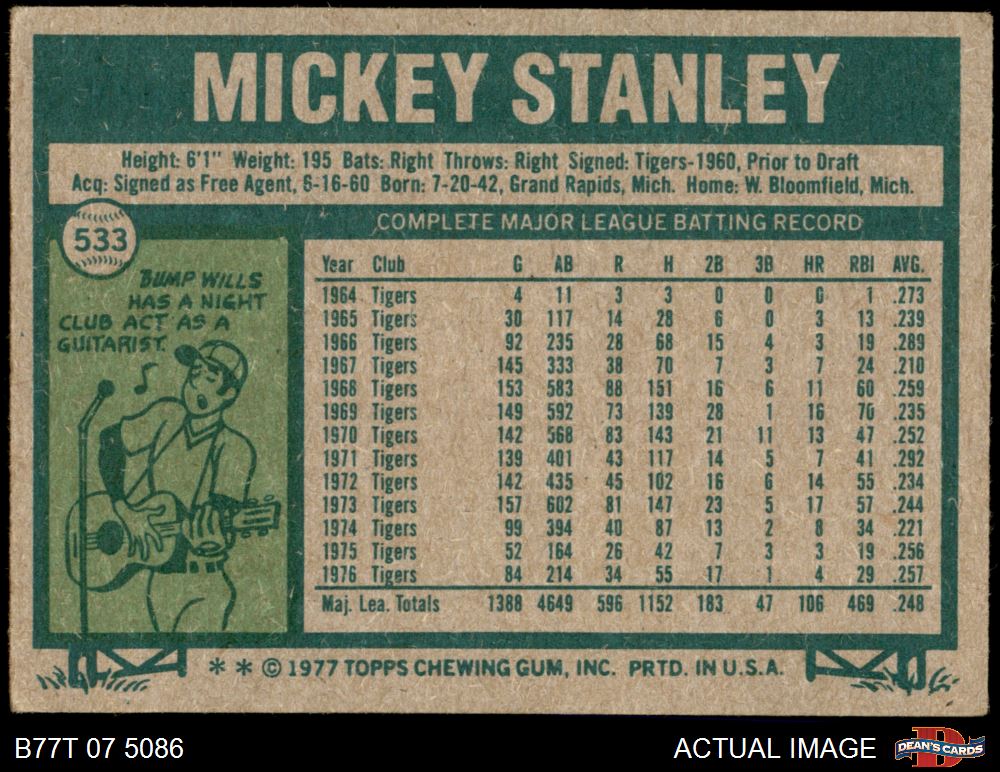 MICKEY STANLEY
Height: 6'1" Weight: 195 Bats: Right Throws: Right Signed: Tigers-1960, Prior to Draft
Acq: Signed as Free Agent, 6-16-60 Born: 7-20-42, Grand Rapids, Mich. Home: W. Bloomfield, Mich.
533
COMPLETE MAJOR LEAGUE BATTING RECORD
BUMP WILLS
HAS A NIGHT
CLUB ACT AS A
GUITARIST.
Year Club G AB R H 2B 3B HR RBI AVG.
1964 Tigers 4 11 3 3 0 0 0 1 .273
1965 Tigers 30 117 14 28 6 0 3 13 .239
1966 Tigers 92 235 28 68 15 4 3 19 .289
1967 Tigers 145 333 38 70 7 3 7 24 .210
1968 Tigers 153 583 88 151 16 6 11 60 .259
1969 Tigers 149 592 73 139 28 1 16 70 .235
1970 Tigers 142 568 83 143 21 11 13 47 .252
1971 Tigers 139 401 43 117 14 5 7 41 .292
1972 Tigers 142 435 45 102 16 6 14 55 .234
1973 Tigers 157 602 81 147 23 5 17 57 .244
1974 Tigers 99 394 40 87 13 2 8 34 .221
1975 Tigers 52 164 26 42 7 3 3 19 .256
1976 Tigers 84 214 34 55 17 1 4 29 .257
Maj. Lea. Totals 1388 4649 596 1152 183 47 106 469 .248
* * © 1977 TOPPS CHEWING GUM, INC. PRTD. IN U.S.A.
B77T 07 5086
ACTUAL IMAGE
D
DEAN'S CARDS